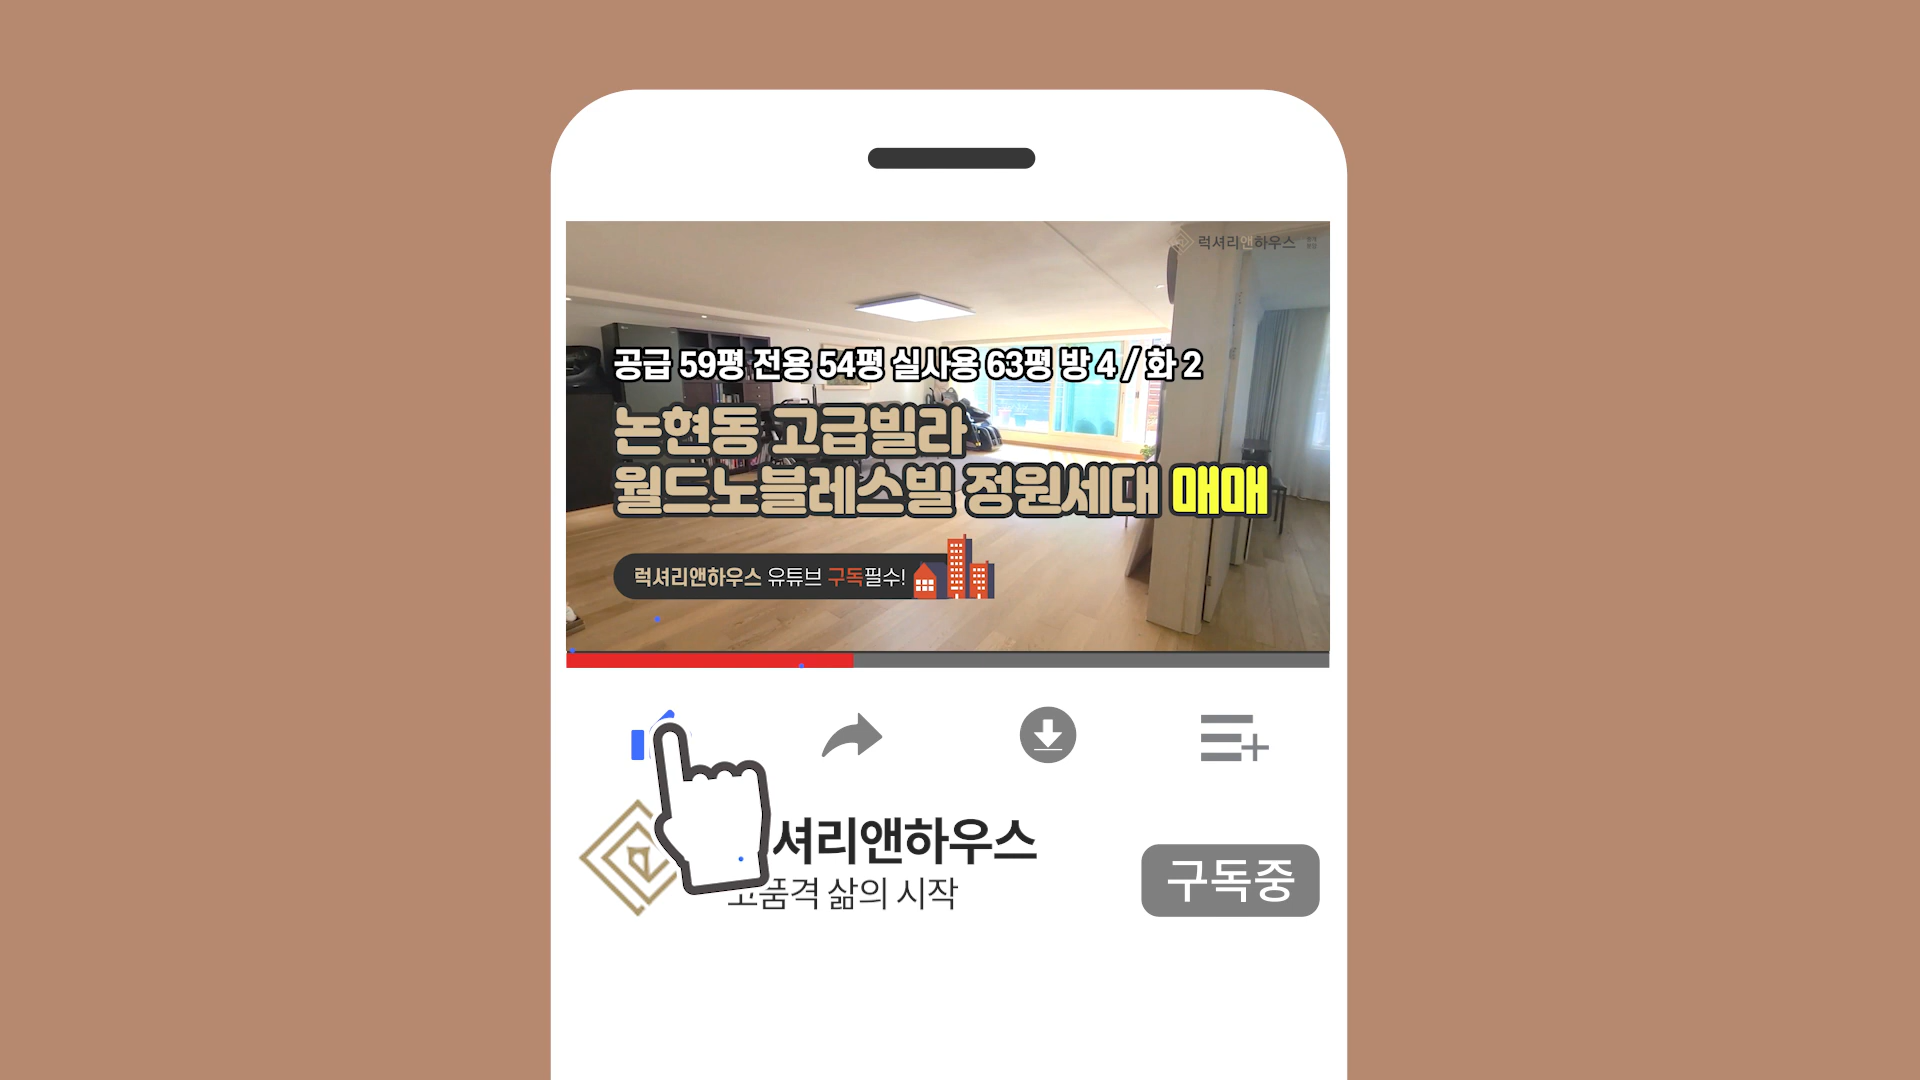 럭셔리앤하우스
공급 59평 전용 54평 실사용 63평 방 4 / 화 2
논현동 고급빌라
월드노블레스빌 정원세대 매매
럭셔리앤하우스 유튜브 구독필수!
셔리앤하우스
고품격 삶의 시작
구독중